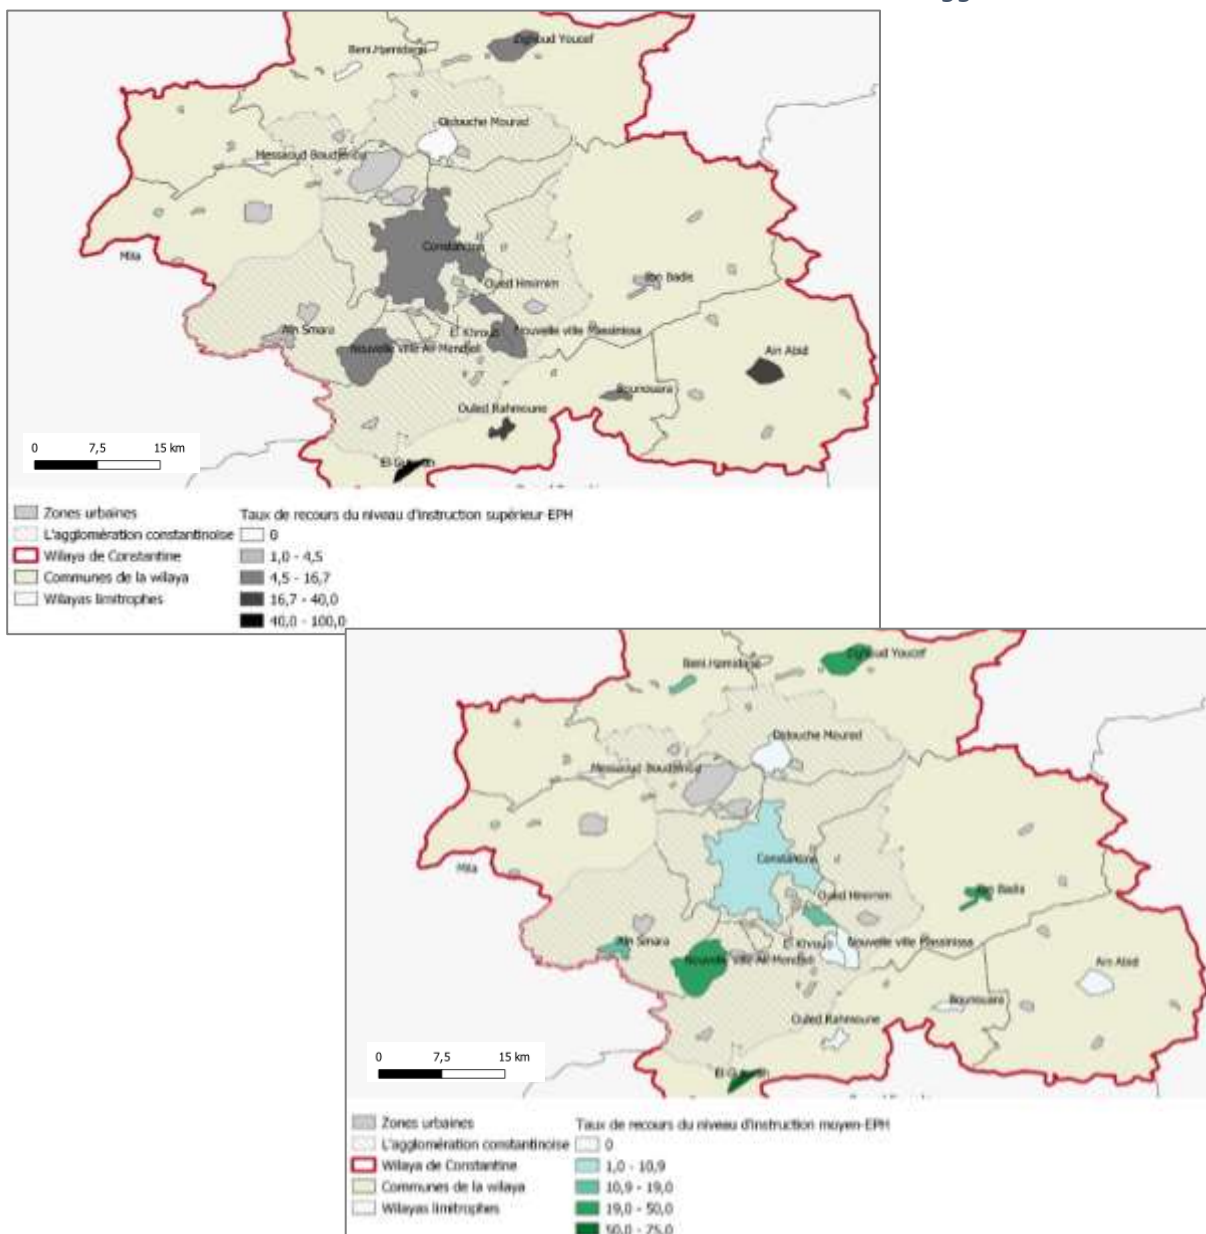 Beni Hamidene
Zighoud Youcef
Didouche Mourad
Messaoud Boudjeriou
Constantine
Mila
Oued Hmimim
Ibn Badis
Ain Smara
El Khroub
Nouvelle ville Massinissa
Nouvelle ville Ali Mendjeli
Ain Abid
Bounouara
Ouled Rahmoune
0 7,5 15 km
Zones urbaines
L'agglomération constantinoise
Wilaya de Constantine
Communes de la wilaya
Wilayas limitrophes
Taux de recours du niveau d'instruction supérieur-EPH
0
1,0 - 4,5
4,5 - 16,7
16,7 - 40,0
40,0 - 100,0
Beni Hamidene
Zighoud Youcef
Didouche Mourad
Messaoud Boudjeriou
Constantine
Mila
Oued Hmimim
Ibn Badis
Ain Smara
El Khroub
Nouvelle ville Massinissa
Nouvelle ville Ali Mendjeli
Ain Abid
Bounouara
Ouled Rahmoune
0 7,5 15 km
Zones urbaines
L'agglomération constantinoise
Wilaya de Constantine
Communes de la wilaya
Wilayas limitrophes
Taux de recours du niveau d'instruction moyen-EPH
0
1,0 - 10,9
10,9 - 19,0
19,0 - 50,0
50,0 - 75,0